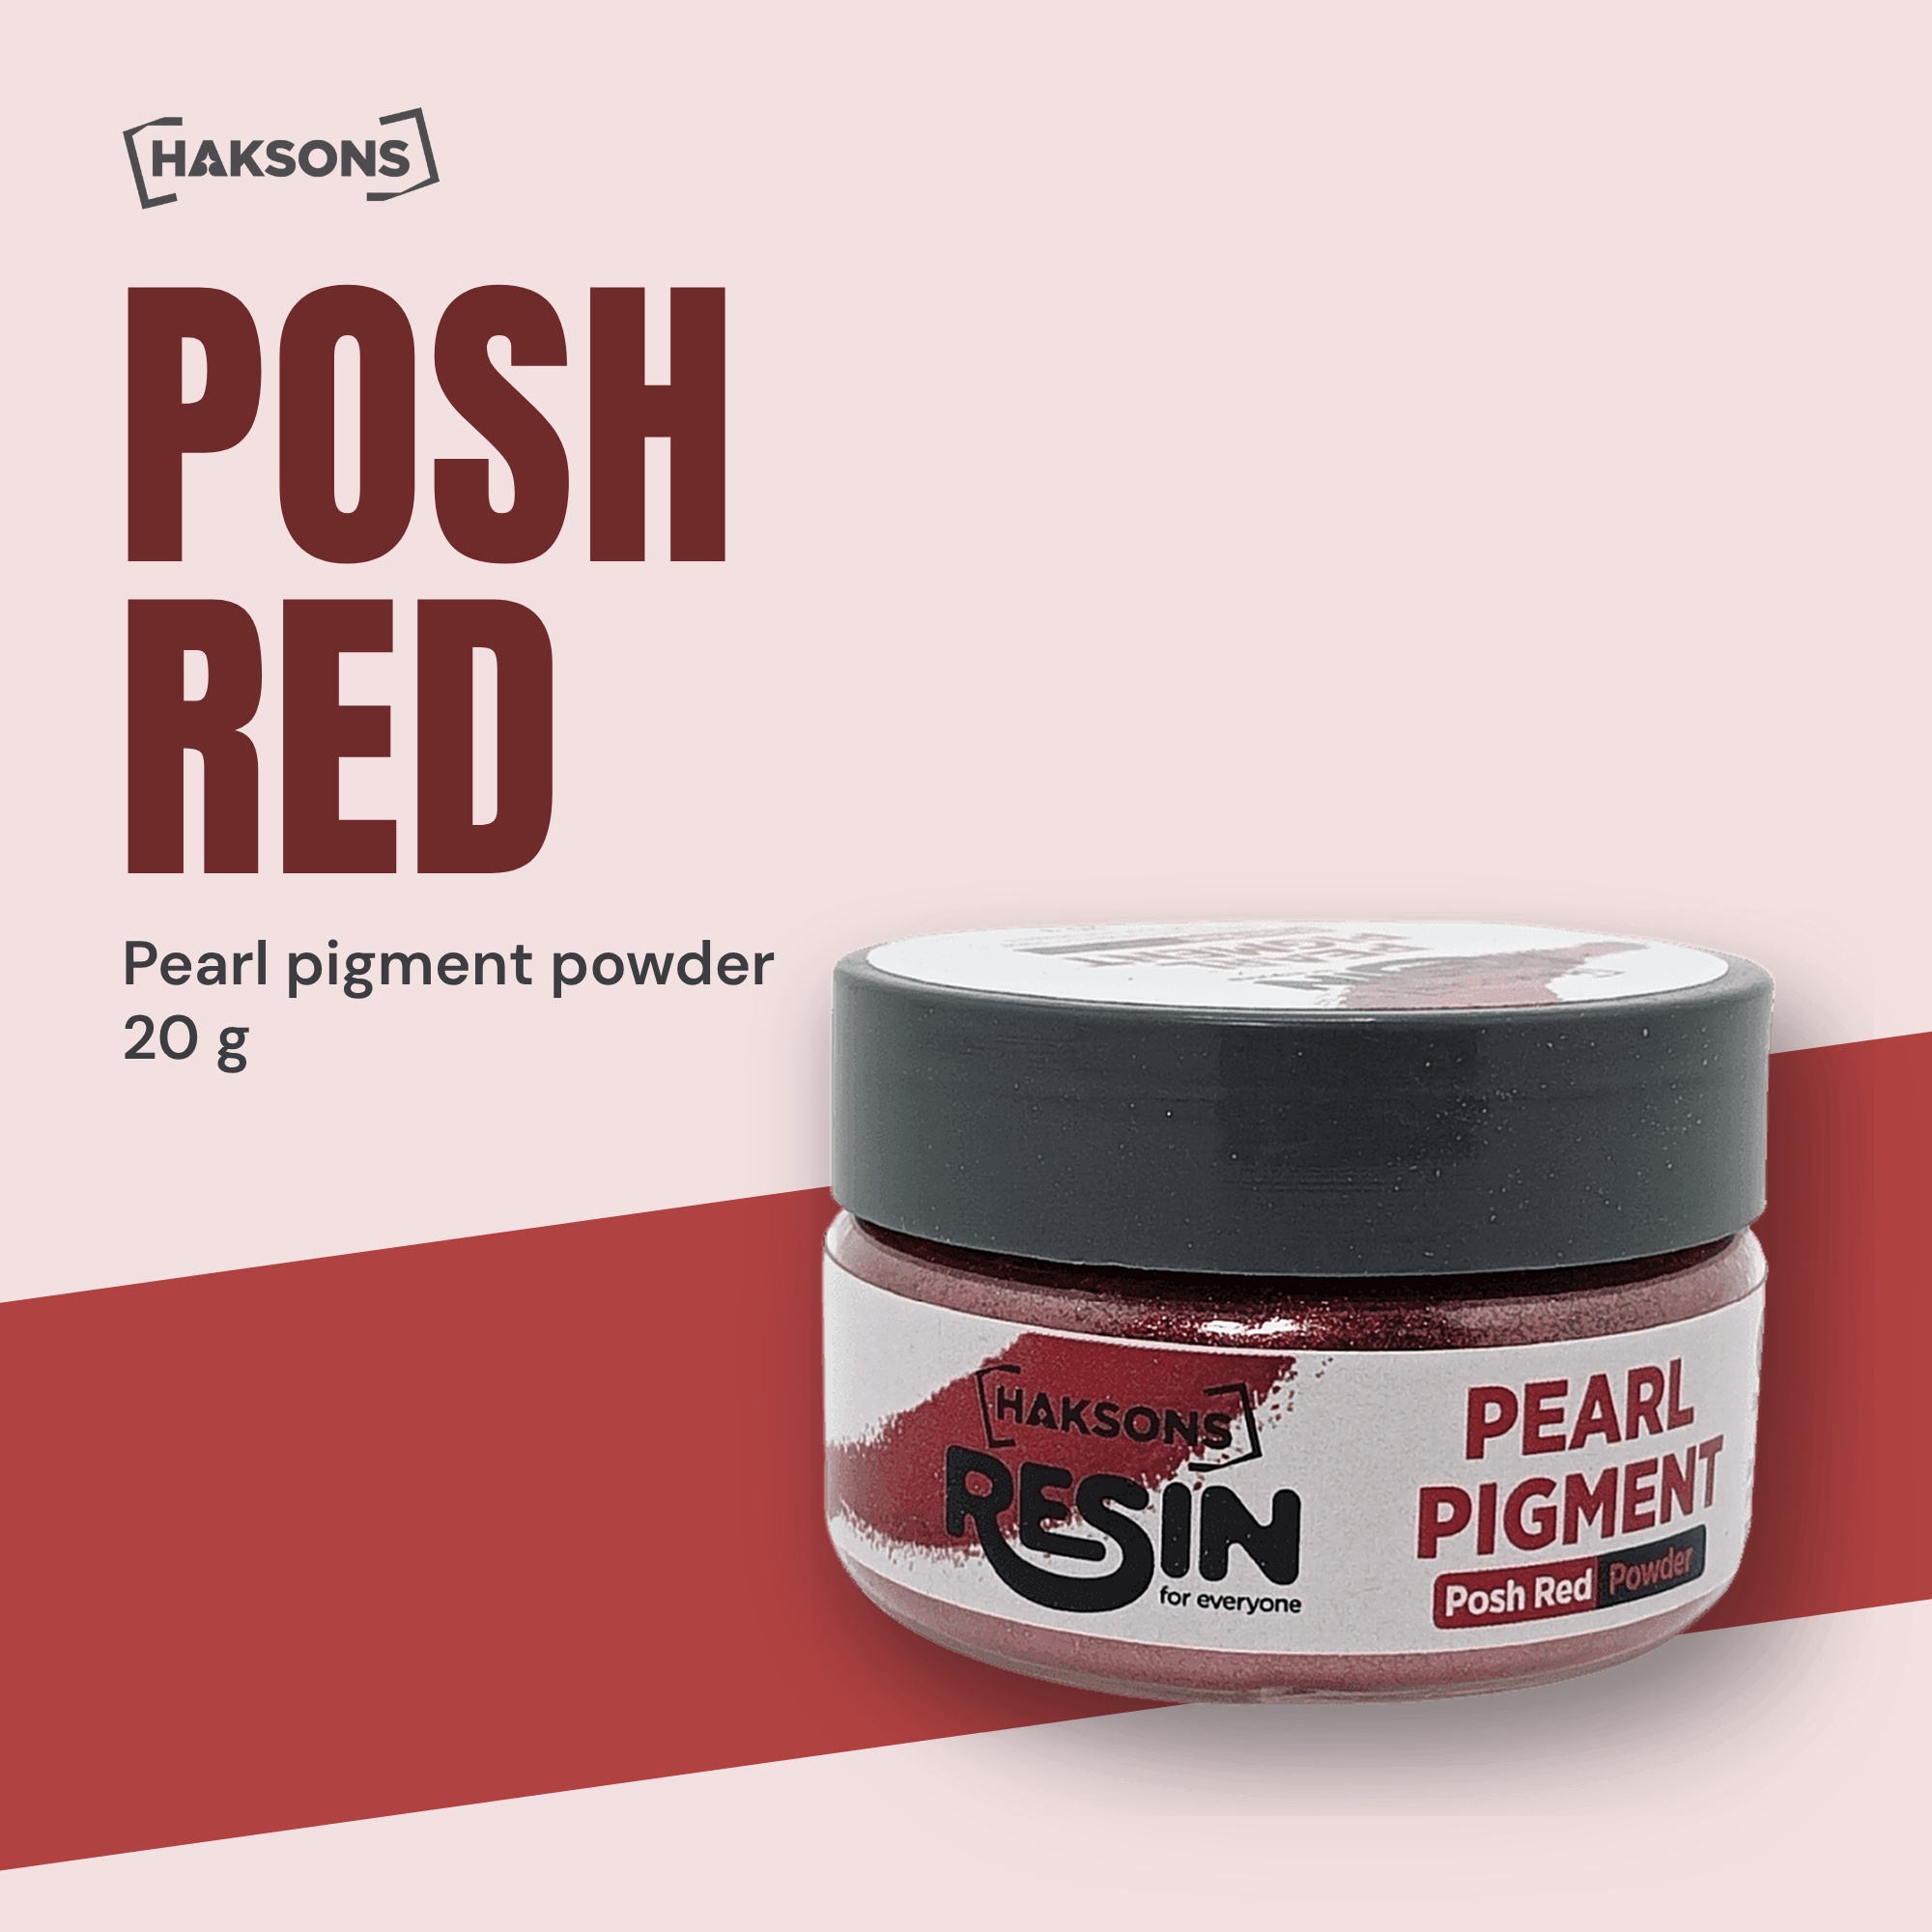 HAKSONS
POSH
RED
Pearl pigment powder
20 g
HAKSONS
RESIN
for everyone
PEARL
PIGMENT
Posh Red Powder